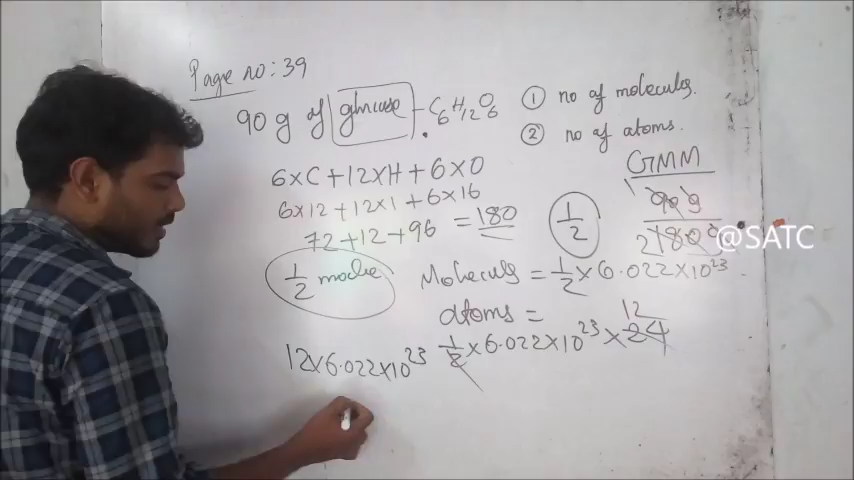 Page no: 39
90 g of glucose - C6H12O6
① no of molecules.
② no of atoms.
6×C + 12×H + 6×O
6×12 + 12×1 + 6×16
72 + 12 + 96 = 180
GMM
90 g
2 180 g
1/2
1/2 mole
Molecules = 1/2 × 6.022×10^23
atoms =
1/2 × 6.022×10^23 × 24 12
12×6.022×10^23
@SATC